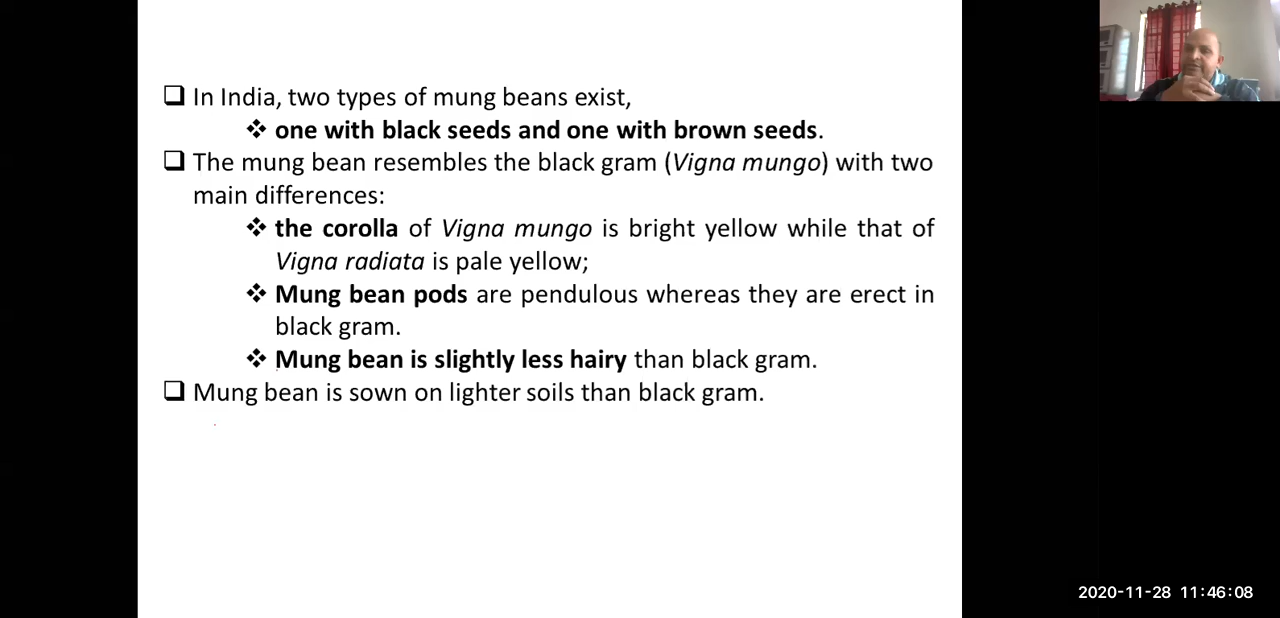 ❑ In India, two types of mung beans exist,
❖ one with black seeds and one with brown seeds.
❑ The mung bean resembles the black gram (Vigna mungo) with two
main differences:
❖ the corolla of Vigna mungo is bright yellow while that of
Vigna radiata is pale yellow;
❖ Mung bean pods are pendulous whereas they are erect in
black gram.
❖ Mung bean is slightly less hairy than black gram.
❑ Mung bean is sown on lighter soils than black gram.
2020-11-28 11:46:08